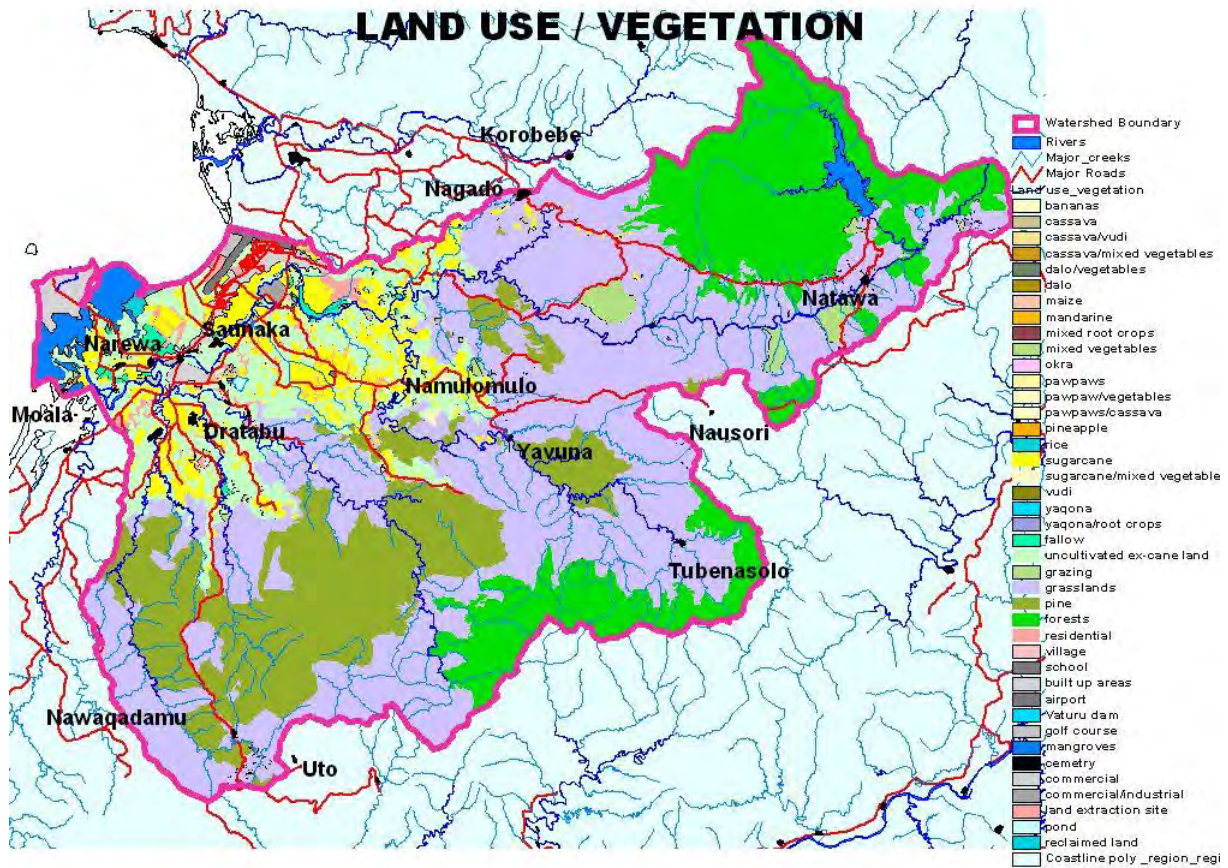 LAND USE / VEGETATION
Korobebe
Nagado
Natawa
Saunaka
Narewa
Namulomulo
Moala
Dratabu
Nausori
Yavuna
Tubenasolo
Nawaqadamu
Uto
Watershed Boundary
Rivers
Major_creeks
Major Roads
Land use_vegetation
bananas
cassava
cassava/vudi
cassava/mixed vegetables
dalo/vegetables
dalo
maize
mandarine
mixed root crops
mixed vegetables
okra
pawpaws
pawpaw/vegetables
pawpaws/cassava
pineapple
rice
sugarcane
sugarcane/mixed vegetable
vudi
yaqona
yaqona/root crops
fallow
uncultivated ex-cane land
grazing
grasslands
pine
forests
residential
village
school
built up areas
airport
Vaturu dam
golf course
mangroves
cemetry
commercial
commercial/industrial
land extraction site
pond
reclaimed land
Coastline poly _region_regi